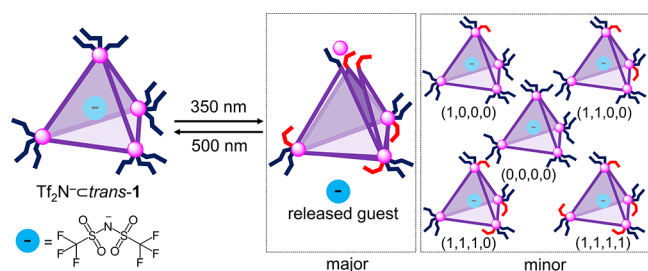 350 nm
500 nm
Tf₂N⁻⊂trans-1
- =
O O O O
S N⁻ S
F F F F F F
-
released guest
major
(1,0,0,0)
(1,1,0,0)
(0,0,0,0)
(1,1,1,0)
(1,1,1,1)
minor